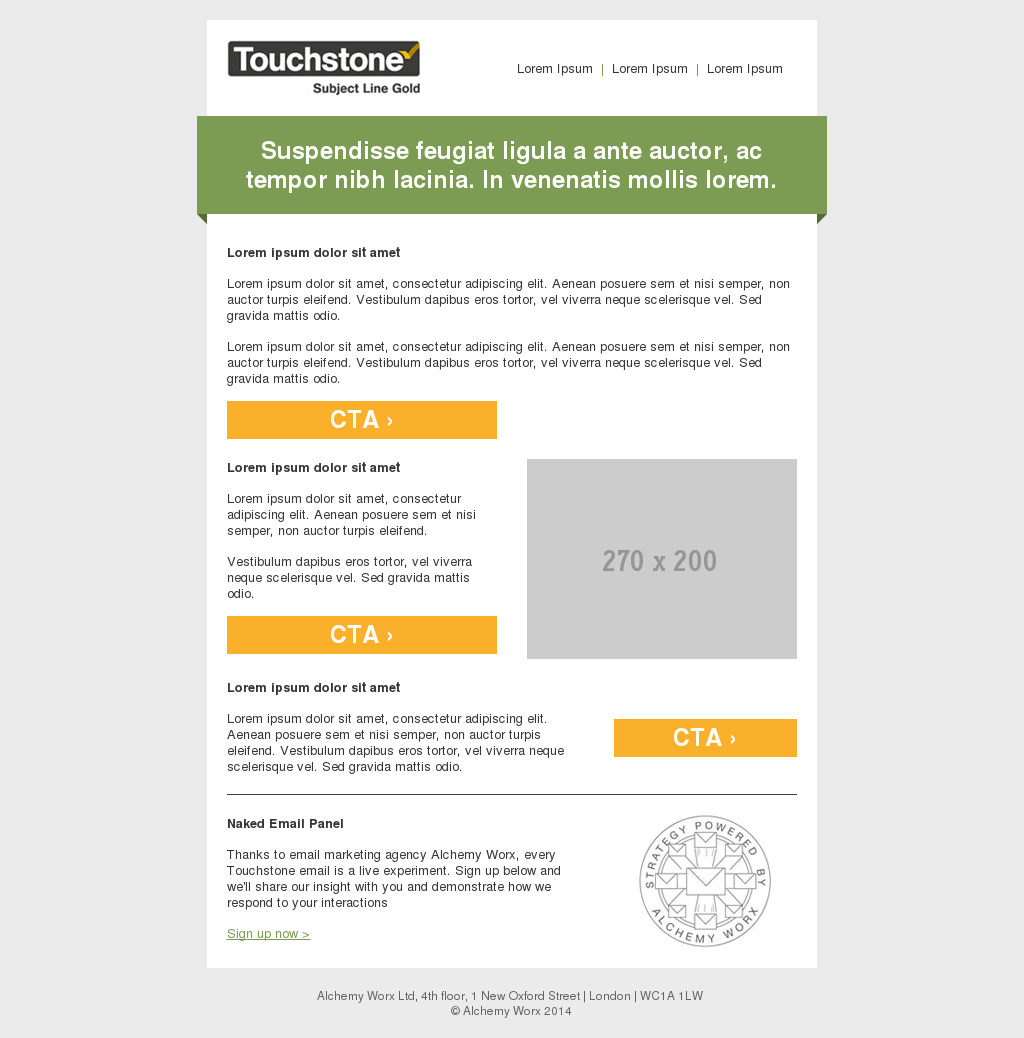 Touchstone
Subject Line Gold
Lorem Ipsum | Lorem Ipsum | Lorem Ipsum
Suspendisse feugiat ligula a ante auctor, ac
tempor nibh lacinia. In venenatis mollis lorem.
Lorem ipsum dolor sit amet
Lorem ipsum dolor sit amet, consectetur adipiscing elit. Aenean posuere sem et nisi semper, non
auctor turpis eleifend. Vestibulum dapibus eros tortor, vel viverra neque scelerisque vel. Sed
gravida mattis odio.
Lorem ipsum dolor sit amet, consectetur adipiscing elit. Aenean posuere sem et nisi semper, non
auctor turpis eleifend. Vestibulum dapibus eros tortor, vel viverra neque scelerisque vel. Sed
gravida mattis odio.
CTA ›
Lorem ipsum dolor sit amet
Lorem ipsum dolor sit amet, consectetur
adipiscing elit. Aenean posuere sem et nisi
semper, non auctor turpis eleifend.
Vestibulum dapibus eros tortor, vel viverra
neque scelerisque vel. Sed gravida mattis
odio.
CTA ›
270 x 200
Lorem ipsum dolor sit amet
Lorem ipsum dolor sit amet, consectetur adipiscing elit.
Aenean posuere sem et nisi semper, non auctor turpis
eleifend. Vestibulum dapibus eros tortor, vel viverra neque
scelerisque vel. Sed gravida mattis odio.
CTA ›
Naked Email Panel
Thanks to email marketing agency Alchemy Worx, every
Touchstone email is a live experiment. Sign up below and
we'll share our insight with you and demonstrate how we
respond to your interactions
Sign up now >
STRATEGY POWERED BY
ALCHEMY WORX
Alchemy Worx Ltd, 4th floor, 1 New Oxford Street | London | WC1A 1LW
© Alchemy Worx 2014